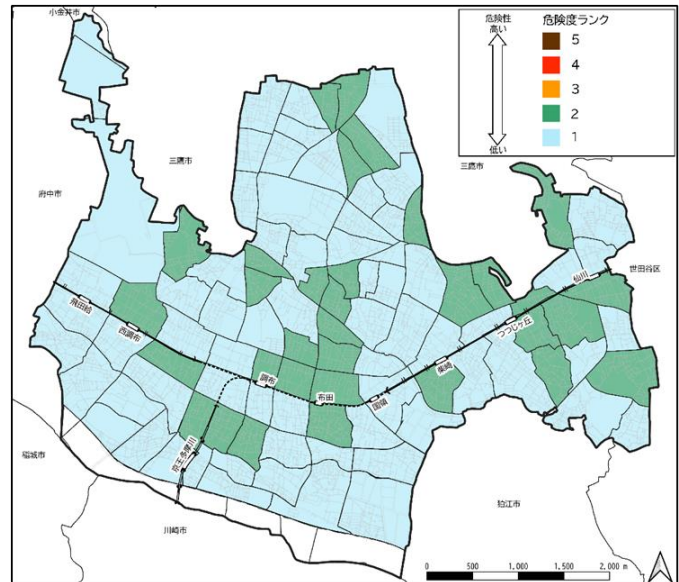 小金井市
三鷹市
府中市
三鷹市
世田谷区
稲城市
川崎市
狛江市
飛田給
西調布
調布
布田
国領
柴崎
つつじヶ丘
仙川
京王多摩川
危険性
高い
低い
危険度ランク
5
4
3
2
1
0 500 1,000 1,500 2,000 m